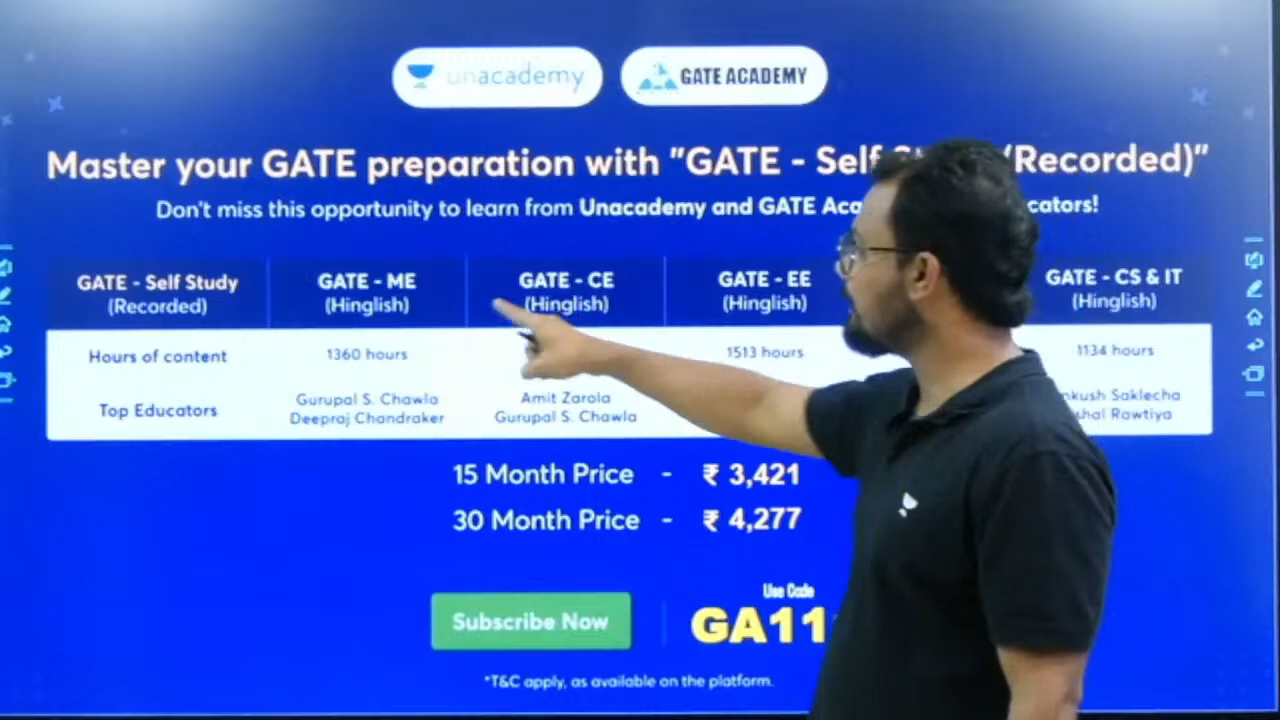 unacademy
GATE ACADEMY
Master your GATE preparation with "GATE - Self (Recorded)"
Don't miss this opportunity to learn from Unacademy and GATE
GATE - Self Study
(Recorded)
GATE - ME
(Hinglish)
GATE - CE
(Hinglish)
GATE - EE
(Hinglish)
GATE - CS & IT
(Hinglish)
Hours of content
1360 hours
1513 hours
1134 hours
Top Educators
Gurupal S. Chawla
Deepraj Chandraker
Amit Zarola
Gurupal S. Chawla
Saklecha
Rawtiya
15 Month Price - ₹ 3,421
30 Month Price - ₹ 4,277
Subscribe Now
Use Code
GA11
*T&C apply, as available on the platform.